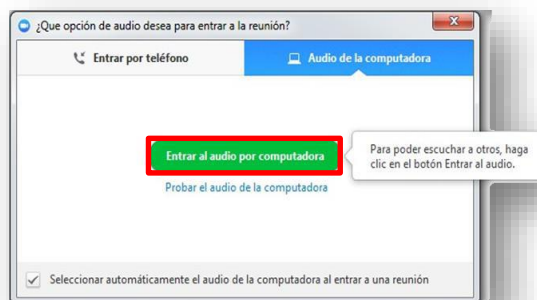 ¿Que opción de audio desea para entrar a la reunión?
Entrar por teléfono
Audio de la computadora
Entrar al audio por computadora
Para poder escuchar a otros, haga
clic en el botón Entrar al audio.
Probar el audio de la computadora
Seleccionar automáticamente el audio de la computadora al entrar a una reunión